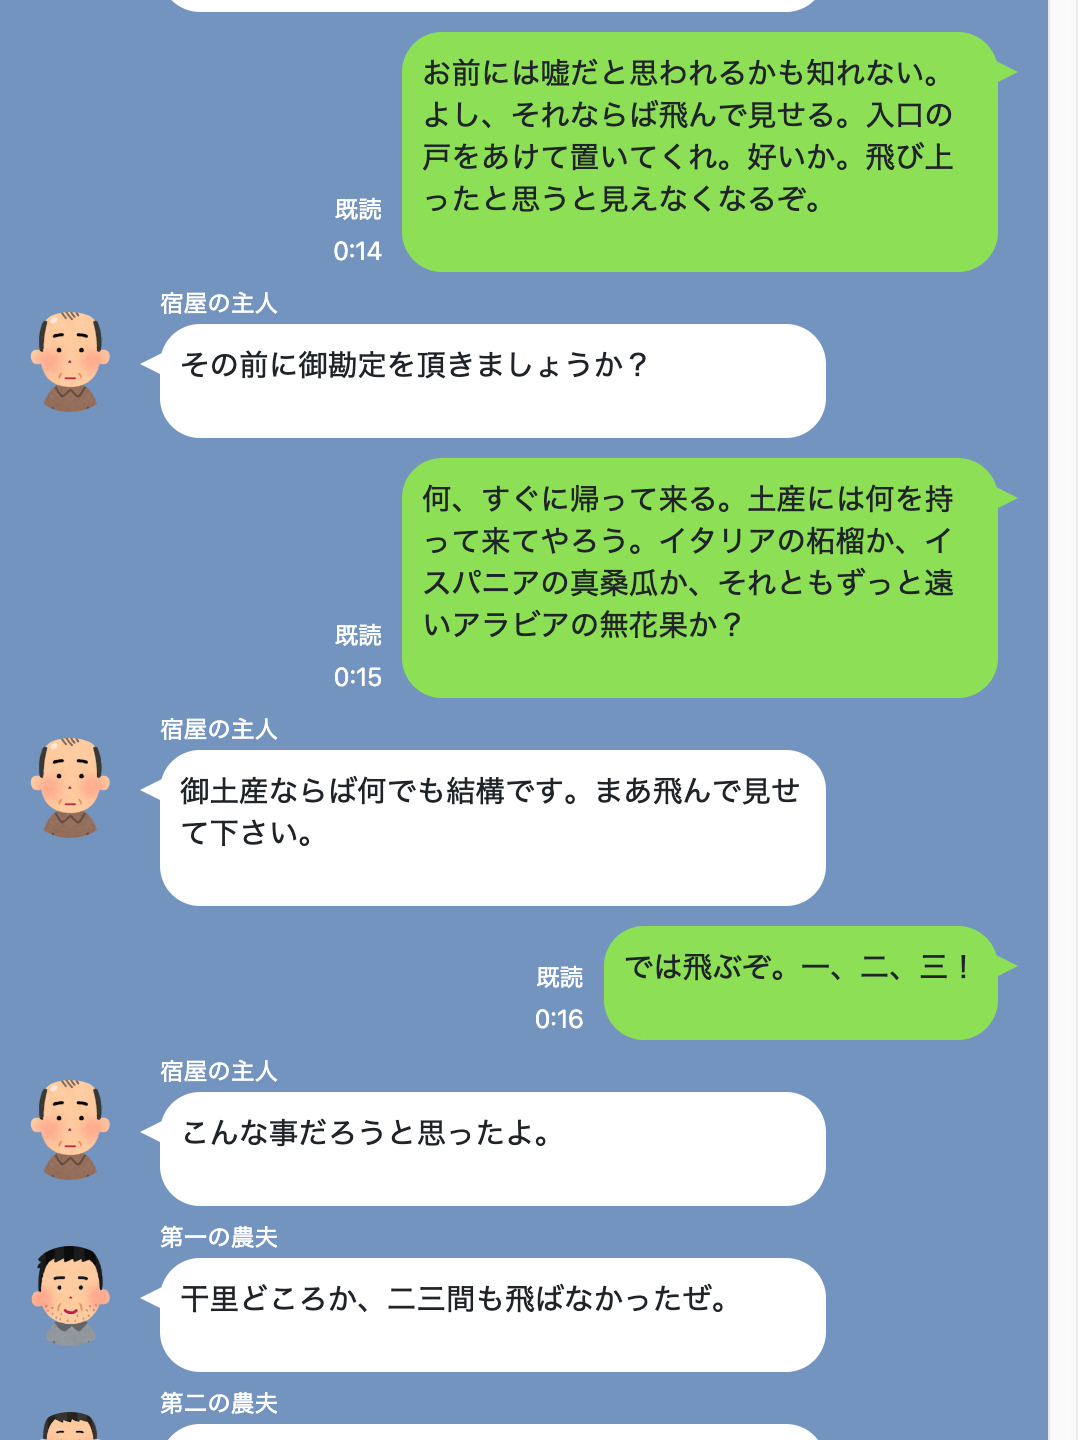 お前には嘘だと思われるかも知れない。
よし、それならば飛んで見せる。入口の
戸をあけて置いてくれ。好いか。飛び上
ったと思うと見えなくなるぞ。
既読
0:14
宿屋の主人
その前に御勘定を頂きましょうか？
何、すぐに帰って来る。土産には何を持
って来てやろう。イタリアの柘榴か、イ
スパニアの真桑瓜か、それともずっと遠
いアラビアの無花果か？
既読
0:15
宿屋の主人
御土産ならば何でも結構です。まあ飛んで見せ
て下さい。
では飛ぶぞ。一、二、三！
既読
0:16
宿屋の主人
こんな事だろうと思ったよ。
第一の農夫
干里どころか、二三間も飛ばなかったぜ。
第二の農夫